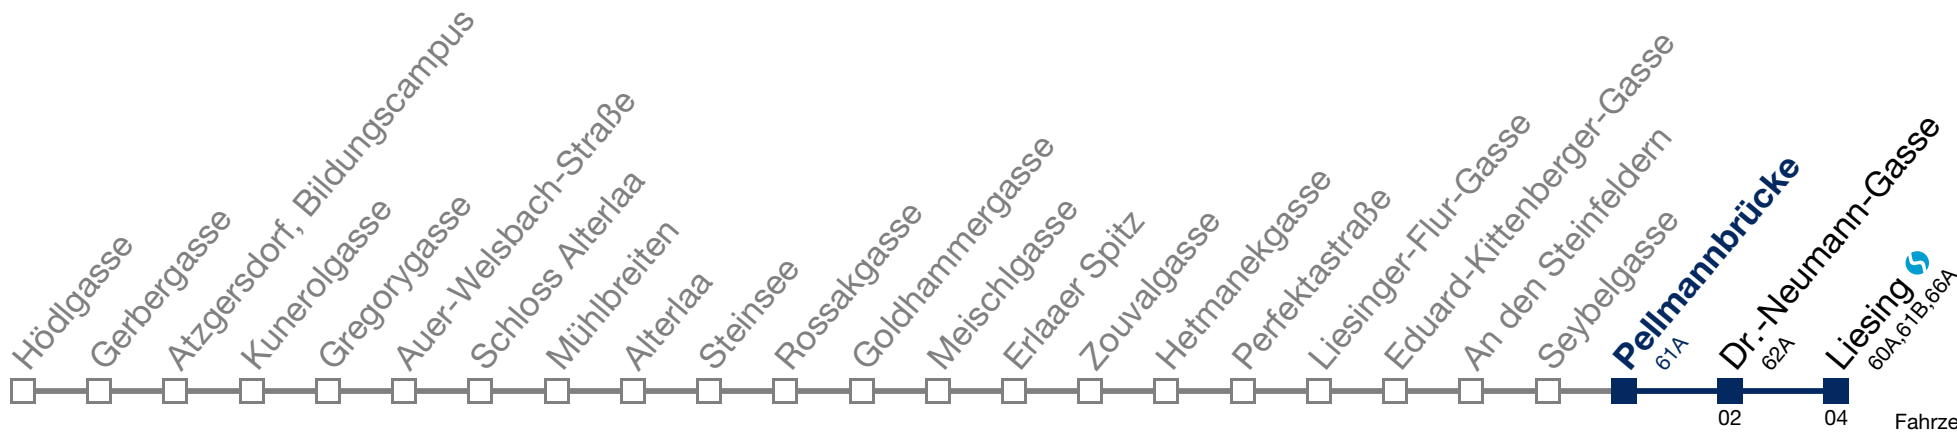 Hödlgasse
Gerbergasse
Atzgersdorf, Bildungscampus
Kunerolgasse
Gregorygasse
Auer-Welsbach-Straße
Schloss Alterlaa
Mühlbreiten
Alterlaa
Steinsee
Rossakgasse
Goldhammergasse
Meischlgasse
Erlaaer Spitz
Zouvalgasse
Hetmanekgasse
Perfektastraße
Liesinger-Flur-Gasse
Eduard-Kittenberger-Gasse
An den Steinfeldern
Seybelgasse
Pellmannbrücke
61A
Dr.-Neumann-Gasse
62A
Liesing
60A,61B,66A
02
04
Fahrze